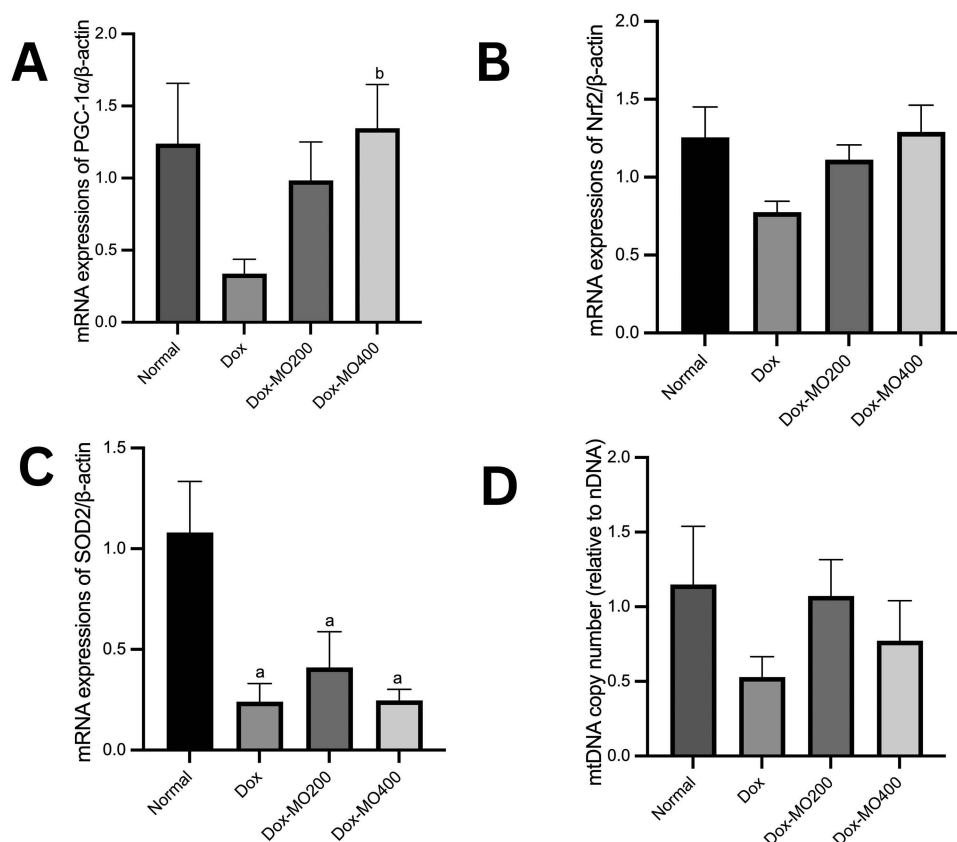 A
mRNA expressions of PGC-1α/β-actin
2.0
1.5
1.0
0.5
0.0
b
Normal
Dox
Dox-MO200
Dox-MO400
B
mRNA expressions of Nrf2/β-actin
2.0
1.5
1.0
0.5
0.0
Normal
Dox
Dox-MO200
Dox-MO400
C
mRNA expressions of SOD2/β-actin
1.5
1.0
0.5
0.0
a
a
a
Normal
Dox
Dox-MO200
Dox-MO400
D
mtDNA copy number (relative to nDNA)
2.0
1.5
1.0
0.5
0.0
Normal
Dox
Dox-MO200
Dox-MO400